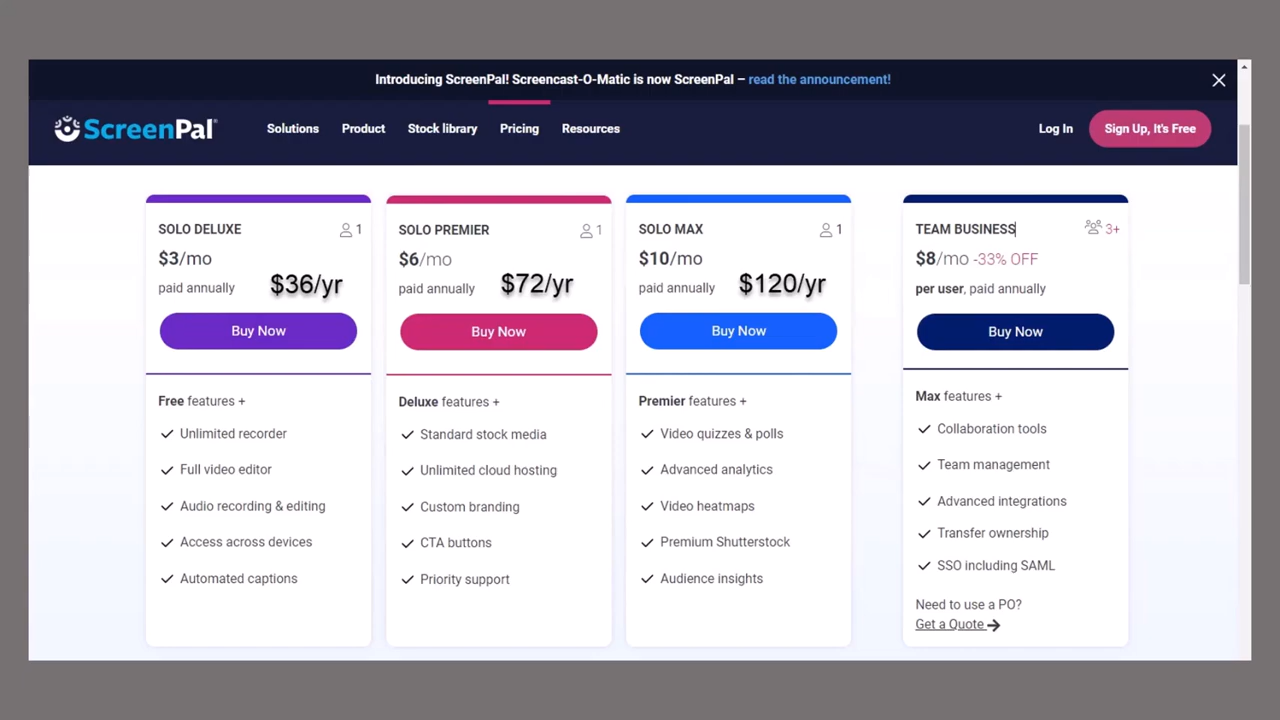 Introducing ScreenPal! Screencast-O-Matic is now ScreenPal – read the announcement!
ScreenPal®
Solutions
Product
Stock library
Pricing
Resources
Log In
Sign Up, It's Free
SOLO DELUXE
1
$3/mo
paid annually
$36/yr
Buy Now
Free features +
Unlimited recorder
Full video editor
Audio recording & editing
Access across devices
Automated captions
SOLO PREMIER
1
$6/mo
paid annually
$72/yr
Buy Now
Deluxe features +
Standard stock media
Unlimited cloud hosting
Custom branding
CTA buttons
Priority support
SOLO MAX
1
$10/mo
paid annually
$120/yr
Buy Now
Premier features +
Video quizzes & polls
Advanced analytics
Video heatmaps
Premium Shutterstock
Audience insights
TEAM BUSINESS
3+
$8/mo -33% OFF
per user, paid annually
Buy Now
Max features +
Collaboration tools
Team management
Advanced integrations
Transfer ownership
SSO including SAML
Need to use a PO?
Get a Quote